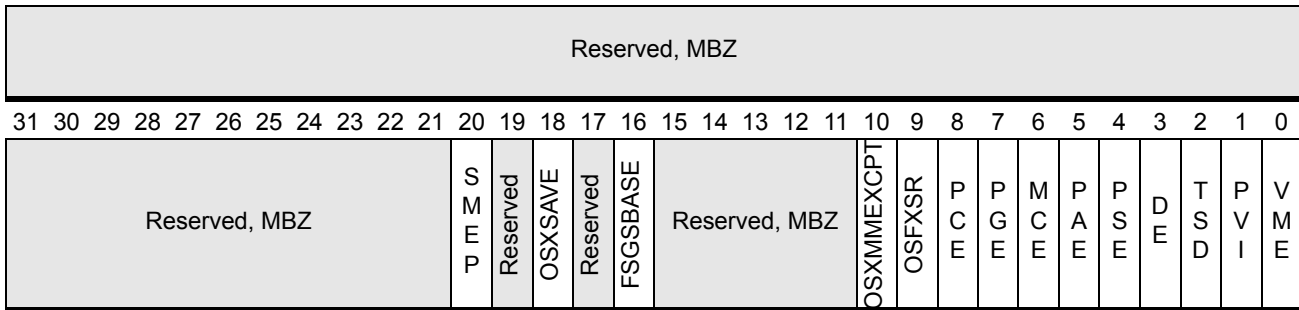 Reserved, MBZ
31 30 29 28 27 26 25 24 23 22 21 20 19 18 17 16 15 14 13 12 11 10 9 8 7 6 5 4 3 2 1 0
Reserved, MBZ
SMEP
Reserved
OSXSAVE
Reserved
FSGSBASE
Reserved, MBZ
OSXMMEXCPT
OSFXSR
PCE
PGE
MCE
PAE
PSE
DE
TSD
PVI
VME